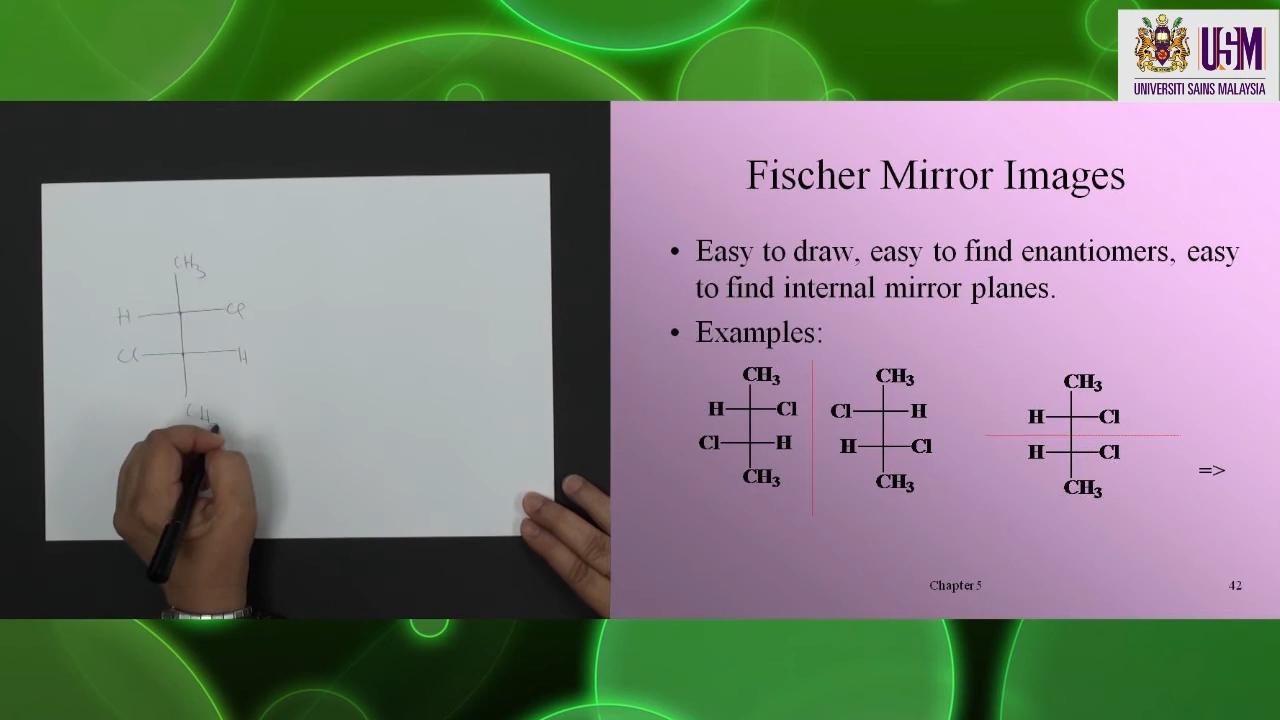 USM
UNIVERSITI SAINS MALAYSIA
CH3
H Cl
Cl H
CH
Fischer Mirror Images
• Easy to draw, easy to find enantiomers, easy
to find internal mirror planes.
• Examples:
CH3 CH3 CH3
H Cl Cl H H Cl
Cl H H Cl H Cl
CH3 CH3 CH3
=>
Chapter 5 42